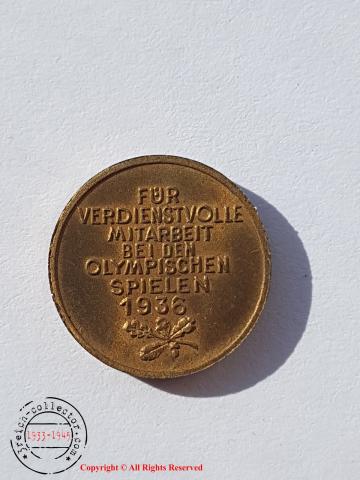 FÜR
VERDIENSTVOLLE
MITARBEIT
BEI DEN
OLYMPISCHEN
SPIELEN
1936
3reich-collector.com
1933-1945
Copyright © All Rights Reserved